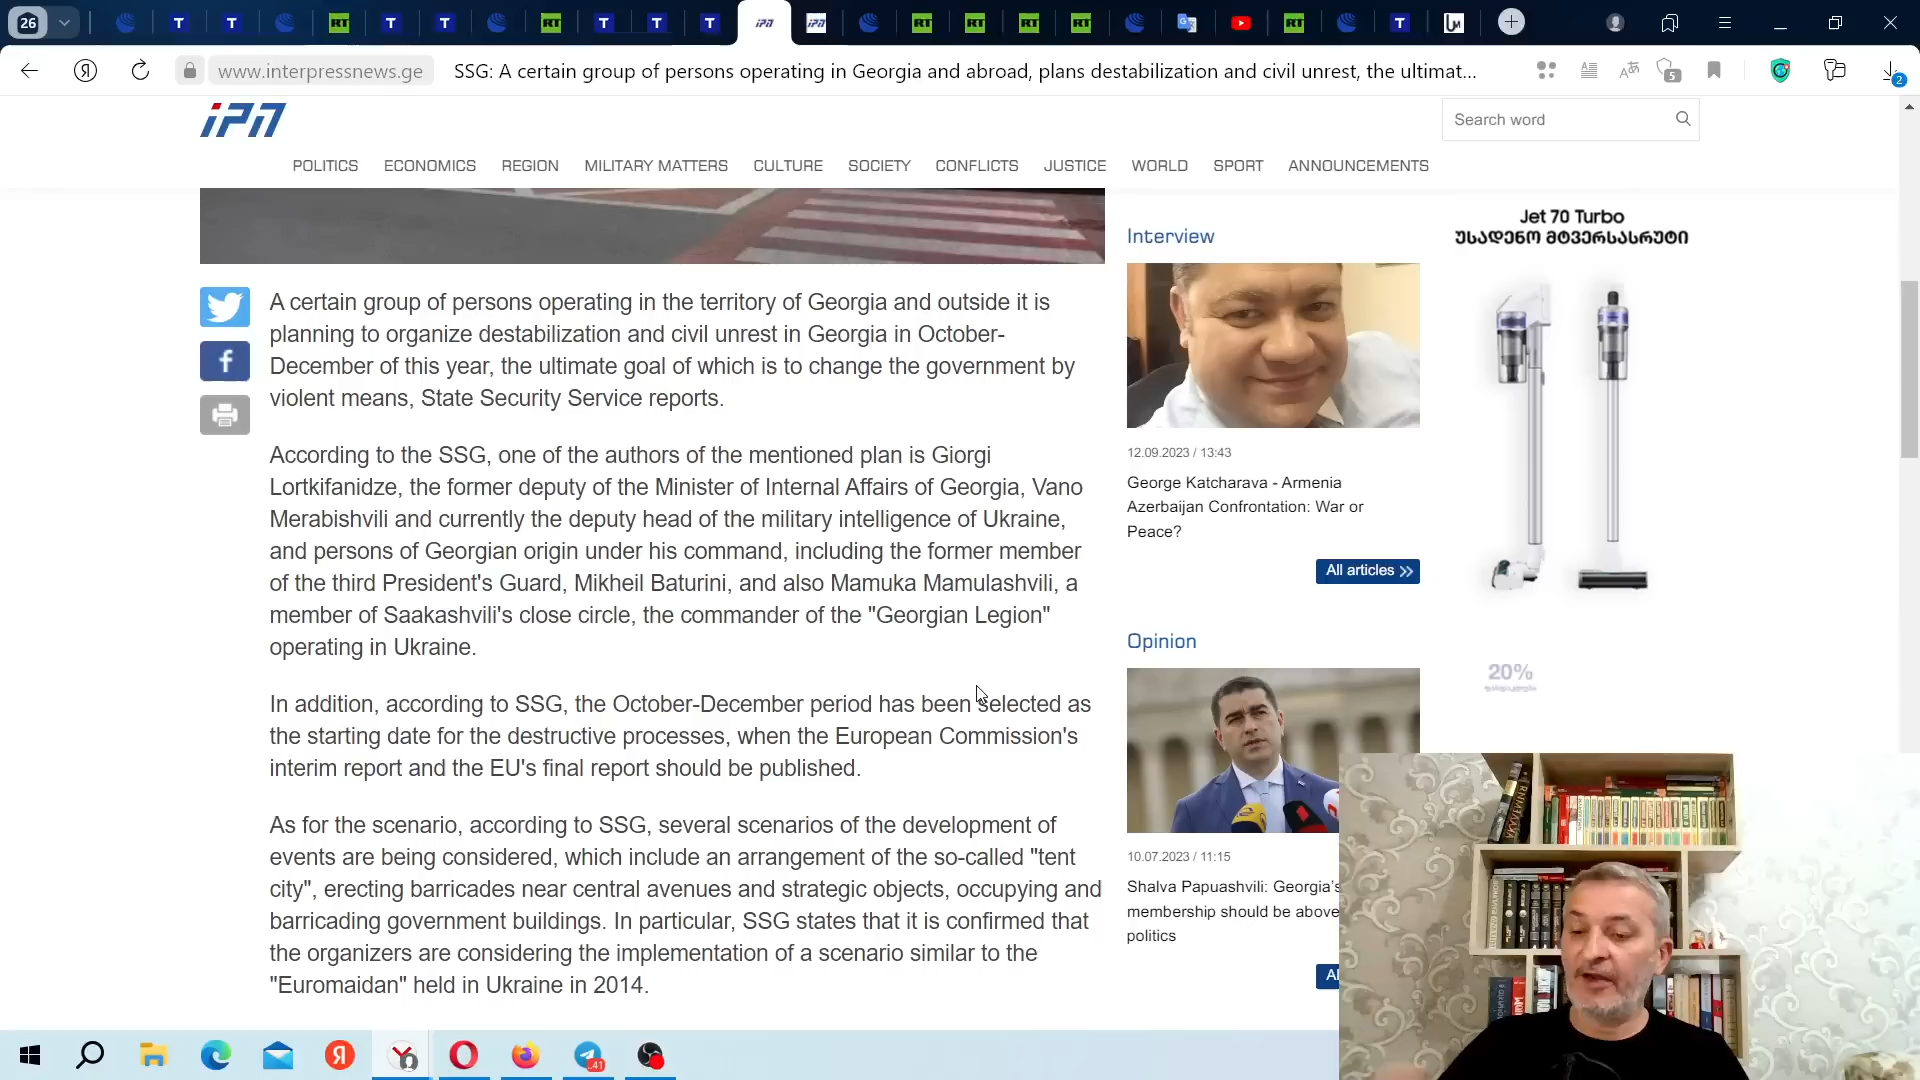 26
www.interpressnews.ge
SSG: A certain group of persons operating in Georgia and abroad, plans destabilization and civil unrest, the ultimat...
5
2
IPN
Search word
POLITICS ECONOMICS REGION MILITARY MATTERS CULTURE SOCIETY CONFLICTS JUSTICE WORLD SPORT ANNOUNCEMENTS
A certain group of persons operating in the territory of Georgia and outside it is
planning to organize destabilization and civil unrest in Georgia in October-
December of this year, the ultimate goal of which is to change the government by
violent means, State Security Service reports.
According to the SSG, one of the authors of the mentioned plan is Giorgi
Lortkifanidze, the former deputy of the Minister of Internal Affairs of Georgia, Vano
Merabishvili and currently the deputy head of the military intelligence of Ukraine,
and persons of Georgian origin under his command, including the former member
of the third President's Guard, Mikheil Baturini, and also Mamuka Mamulashvili, a
member of Saakashvili's close circle, the commander of the "Georgian Legion"
operating in Ukraine.
In addition, according to SSG, the October-December period has been selected as
the starting date for the destructive processes, when the European Commission's
interim report and the EU's final report should be published.
As for the scenario, according to SSG, several scenarios of the development of
events are being considered, which include an arrangement of the so-called "tent
city", erecting barricades near central avenues and strategic objects, occupying and
barricading government buildings. In particular, SSG states that it is confirmed that
the organizers are considering the implementation of a scenario similar to the
"Euromaidan" held in Ukraine in 2014.
Interview
12.09.2023 / 13:43
George Katcharava - Armenia
Azerbaijan Confrontation: War or
Peace?
All articles
Opinion
10.07.2023 / 11:15
Shalva Papuashvili: Georgia's
membership should be above
politics
Al
Jet 70 Turbo
უსადენო მტვერსასრუტი
20%
41